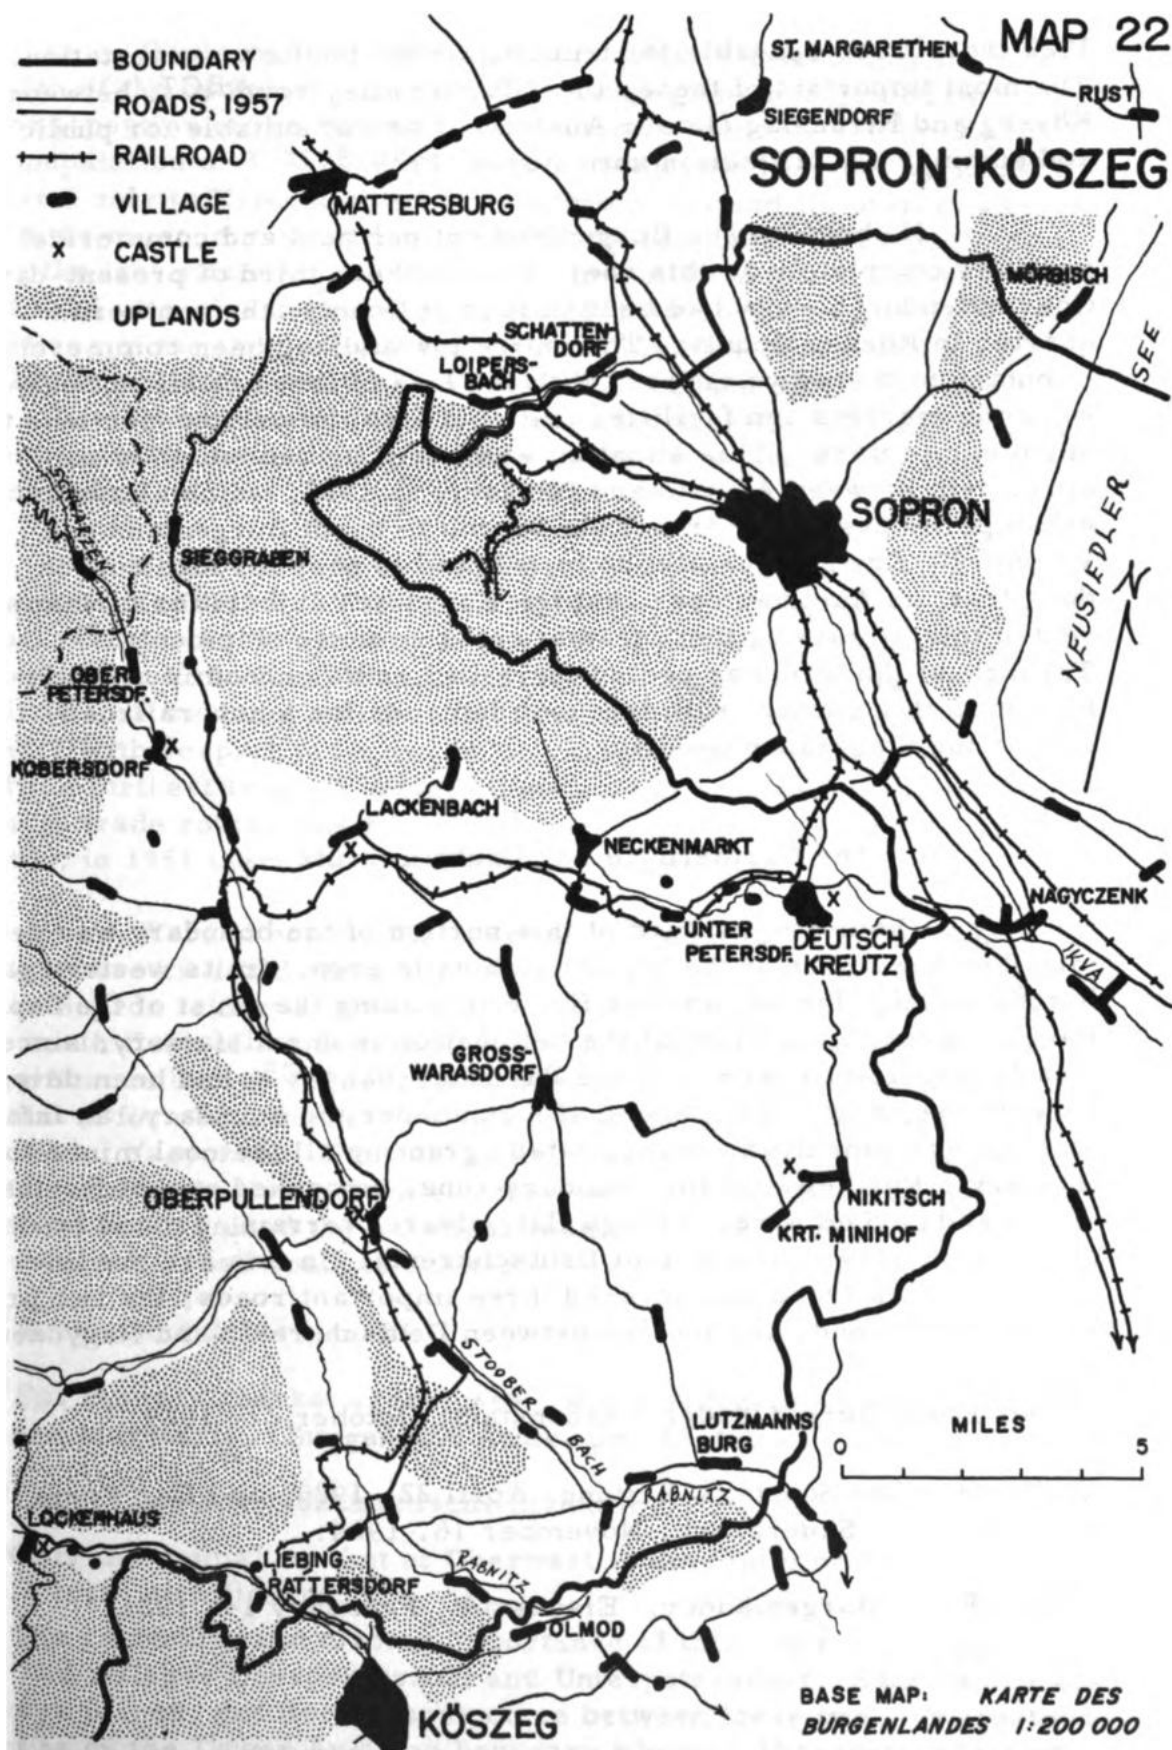 MAP 22
SOPRON-KÖSZEG
BOUNDARY
ROADS, 1957
RAILROAD
VILLAGE
CASTLE
UPLANDS
ST. MARGARETHEN
RUST
SIEGENDORF
MATTERSBURG
MÖRBISCH
SCHATTEN-
DORF
LOIPERS-
BACH
SEE
NEUSIEDLER
SOPRON
SIEGGRABEN
OBER
PETERSDF.
KOBERSDORF
LACKENBACH
NECKENMARKT
NAGYCZENK
UNTER
PETERSDF.
DEUTSCH
KREUTZ
IKVA
GROSS-
WARASDORF
OBERPULLENDORF
NIKITSCH
KRT. MINIHOF
STOOBER BACH
LUTZMANNS
BURG
MILES
0 5
RABNITZ
LOCKENHAUS
LIEBING
RATTERSDORF
RABNITZ
OLMOD
KÖSZEG
BASE MAP: KARTE DES
BURGENLANDES 1:200 000